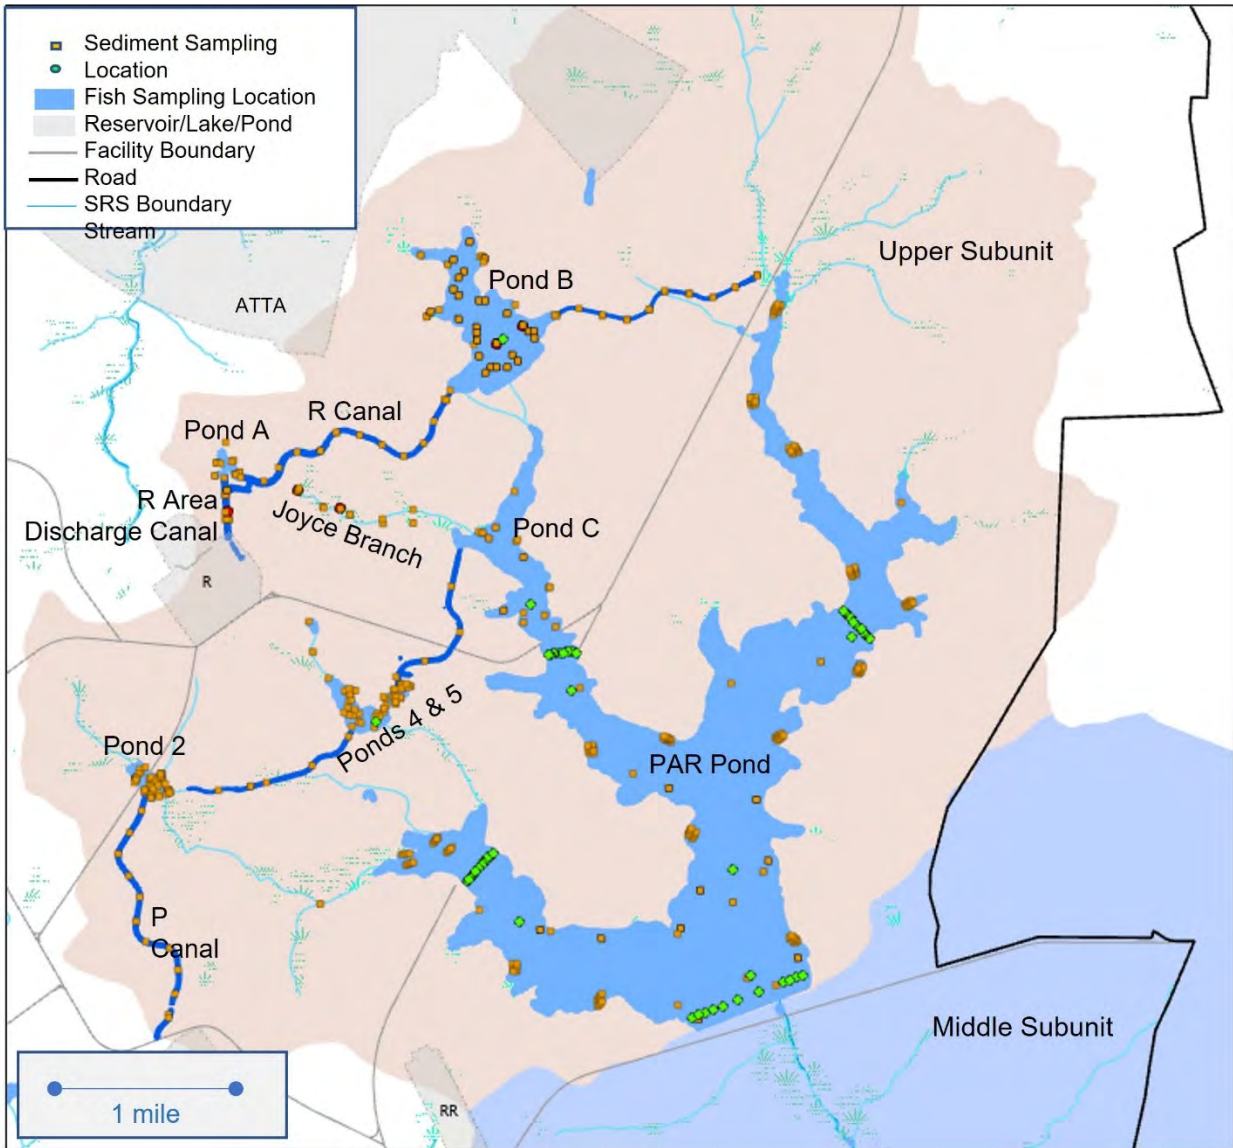 Sediment Sampling
Location
Fish Sampling Location
Reservoir/Lake/Pond
Facility Boundary
Road
SRS Boundary
Stream
Upper Subunit
Pond B
ATTA
R Canal
Pond A
R Area
Discharge Canal
Joyce Branch
Pond C
R
Ponds 4 & 5
Pond 2
PAR Pond
P
Canal
Middle Subunit
1 mile
RR